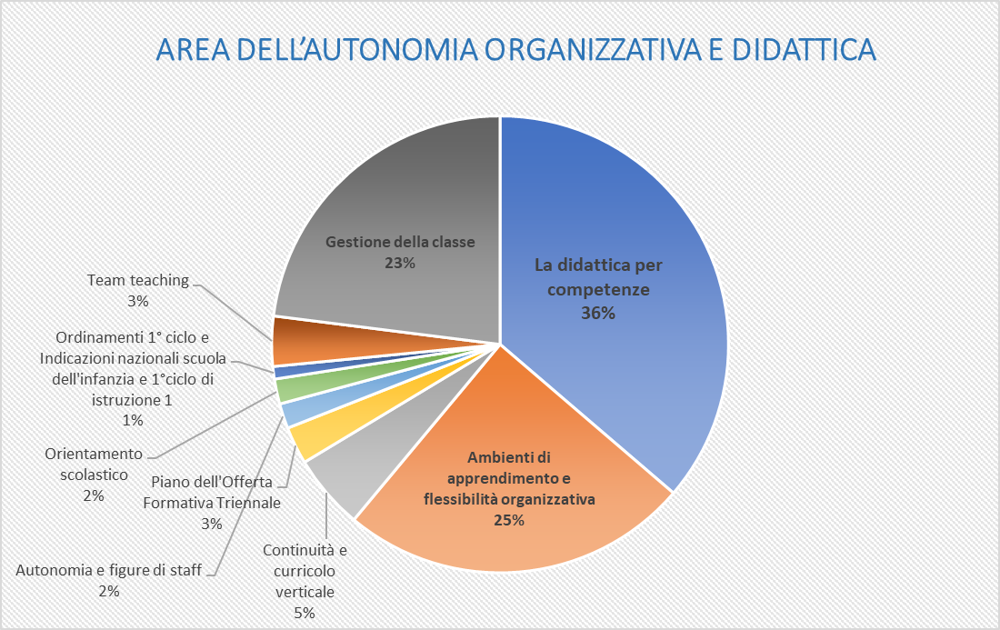 AREA DELL'AUTONOMIA ORGANIZZATIVA E DIDATTICA
La didattica per
competenze
36%
Ambienti di
apprendimento e
flessibilità organizzativa
25%
Continuità e
curricolo
verticale
5%
Piano dell'Offerta
Formativa Triennale
3%
Autonomia e figure di staff
2%
Orientamento
scolastico
2%
Ordinamenti 1° ciclo e
Indicazioni nazionali scuola
dell'infanzia e 1°ciclo di
istruzione 1
1%
Team teaching
3%
Gestione della classe
23%